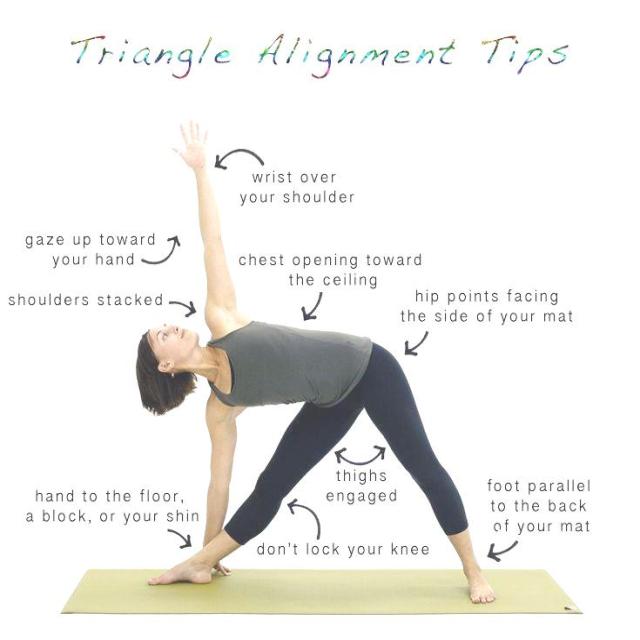 Triangle Alignment Tips
wrist over
your shoulder
gaze up toward
your hand
chest opening toward
the ceiling
shoulders stacked
hip points facing
the side of your mat
thighs
engaged
foot parallel
to the back
of your mat
hand to the floor,
a block, or your shin
don't lock your knee